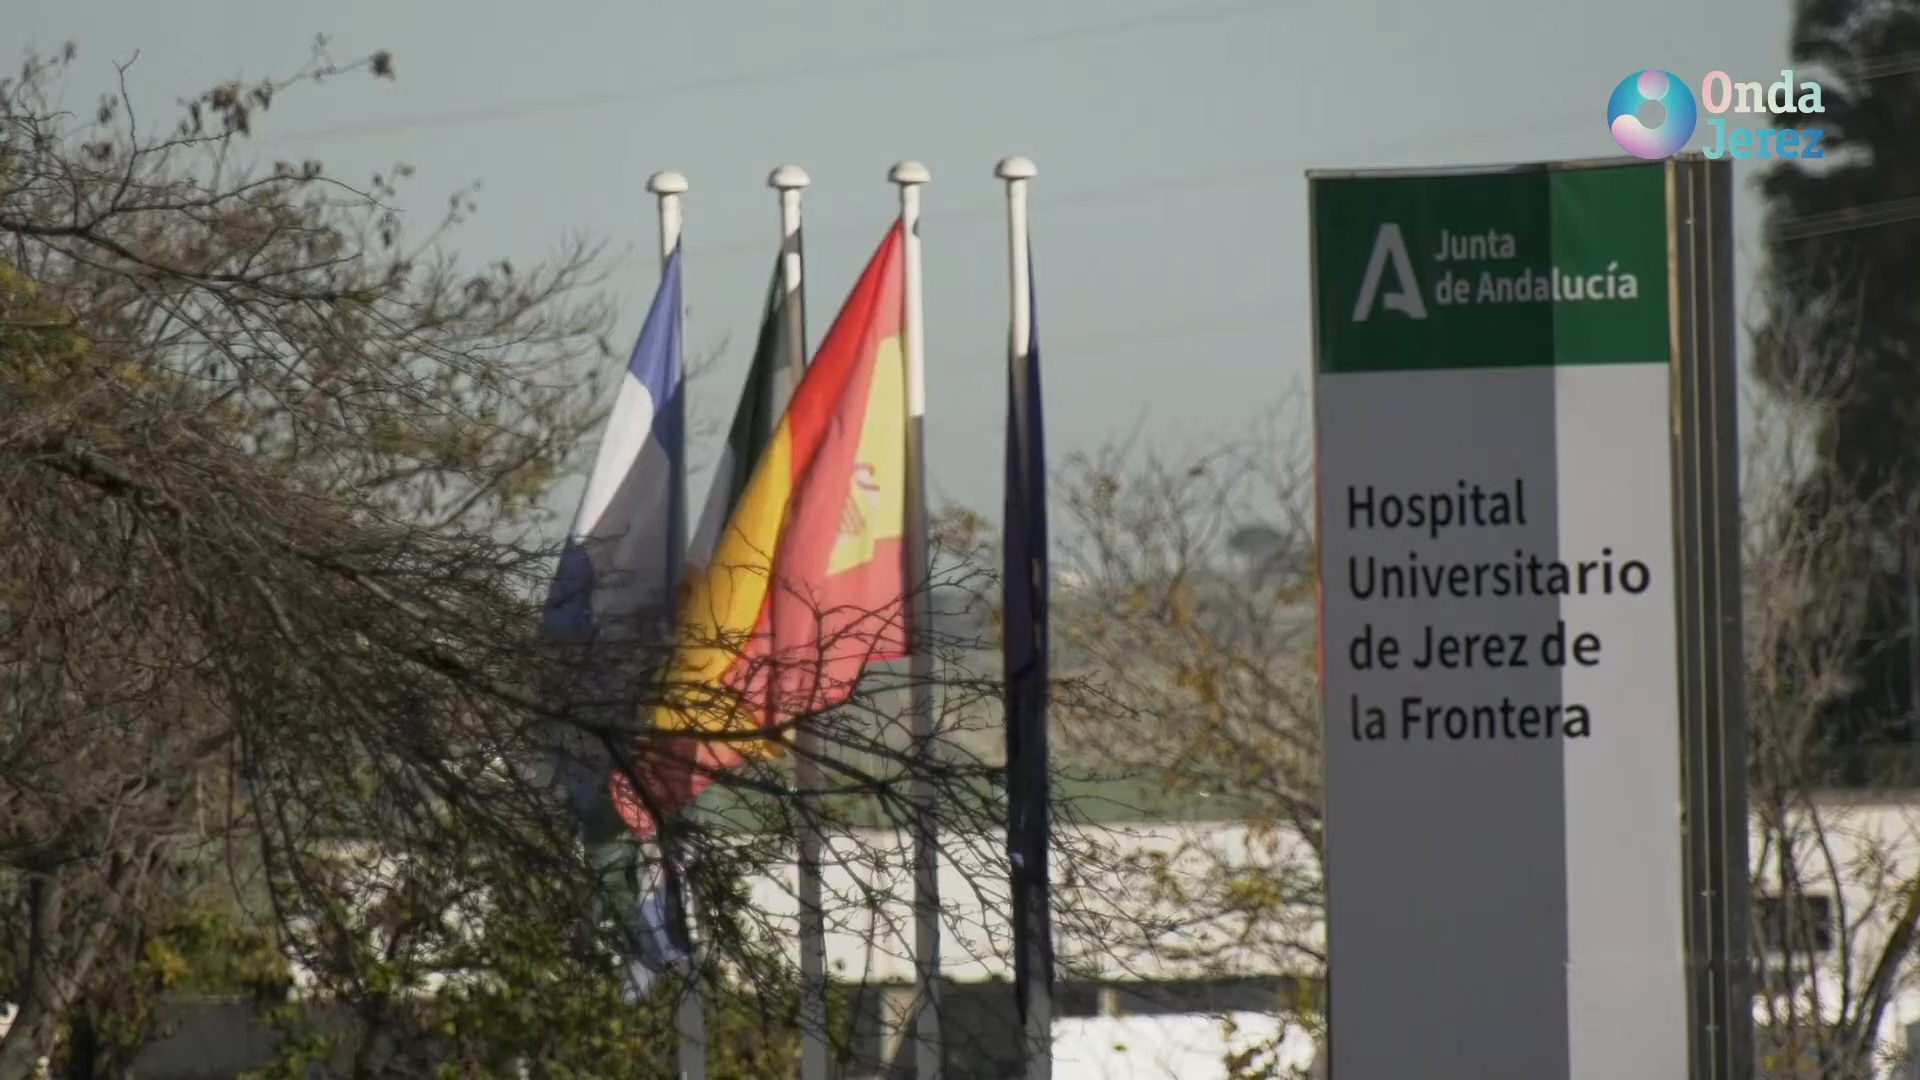 Onda
Jerez
Junta
de Andalucía
Hospital
Universitario
de Jerez de
la Frontera